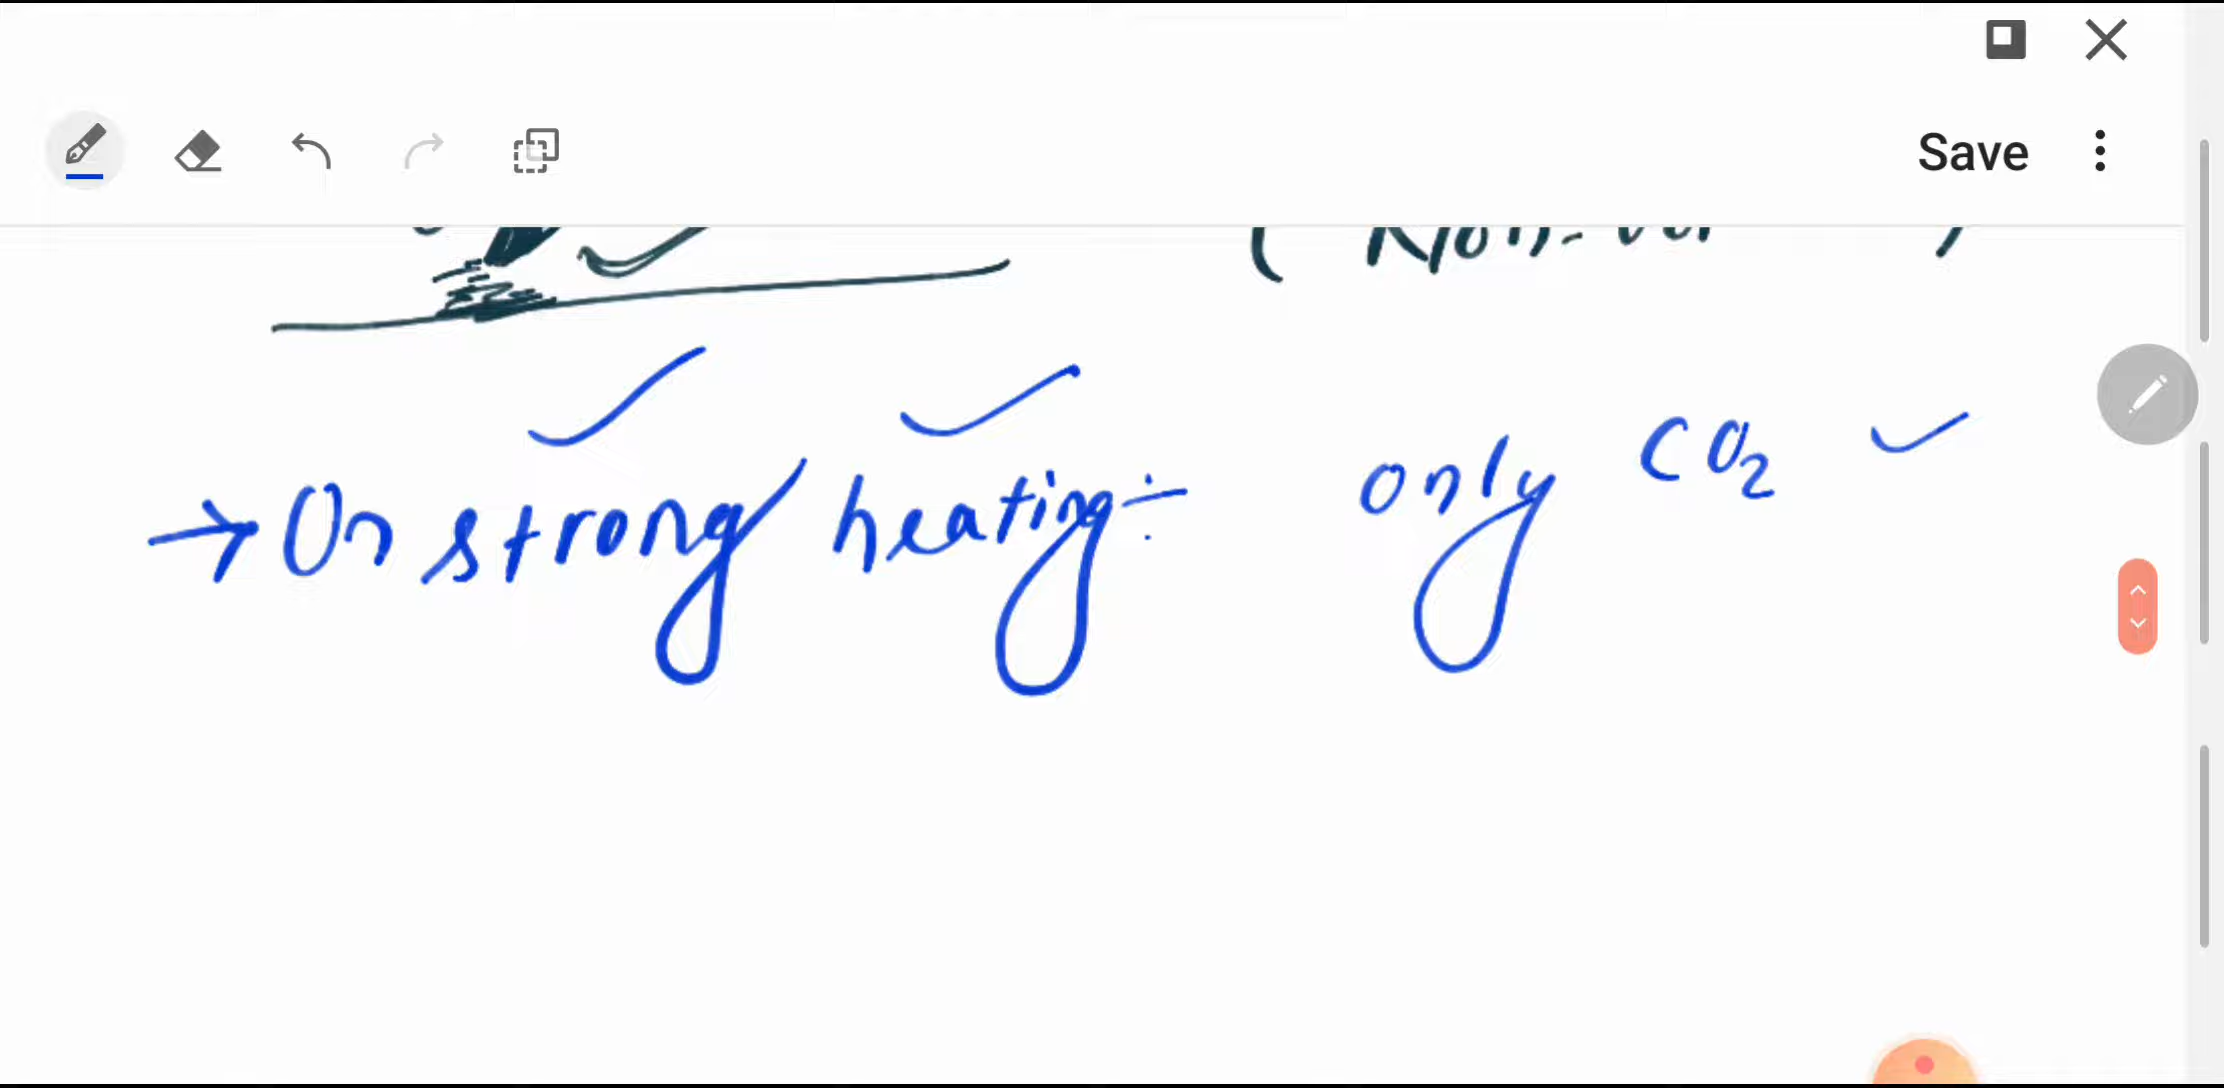 Save
→ On strong heating ÷ only CO₂